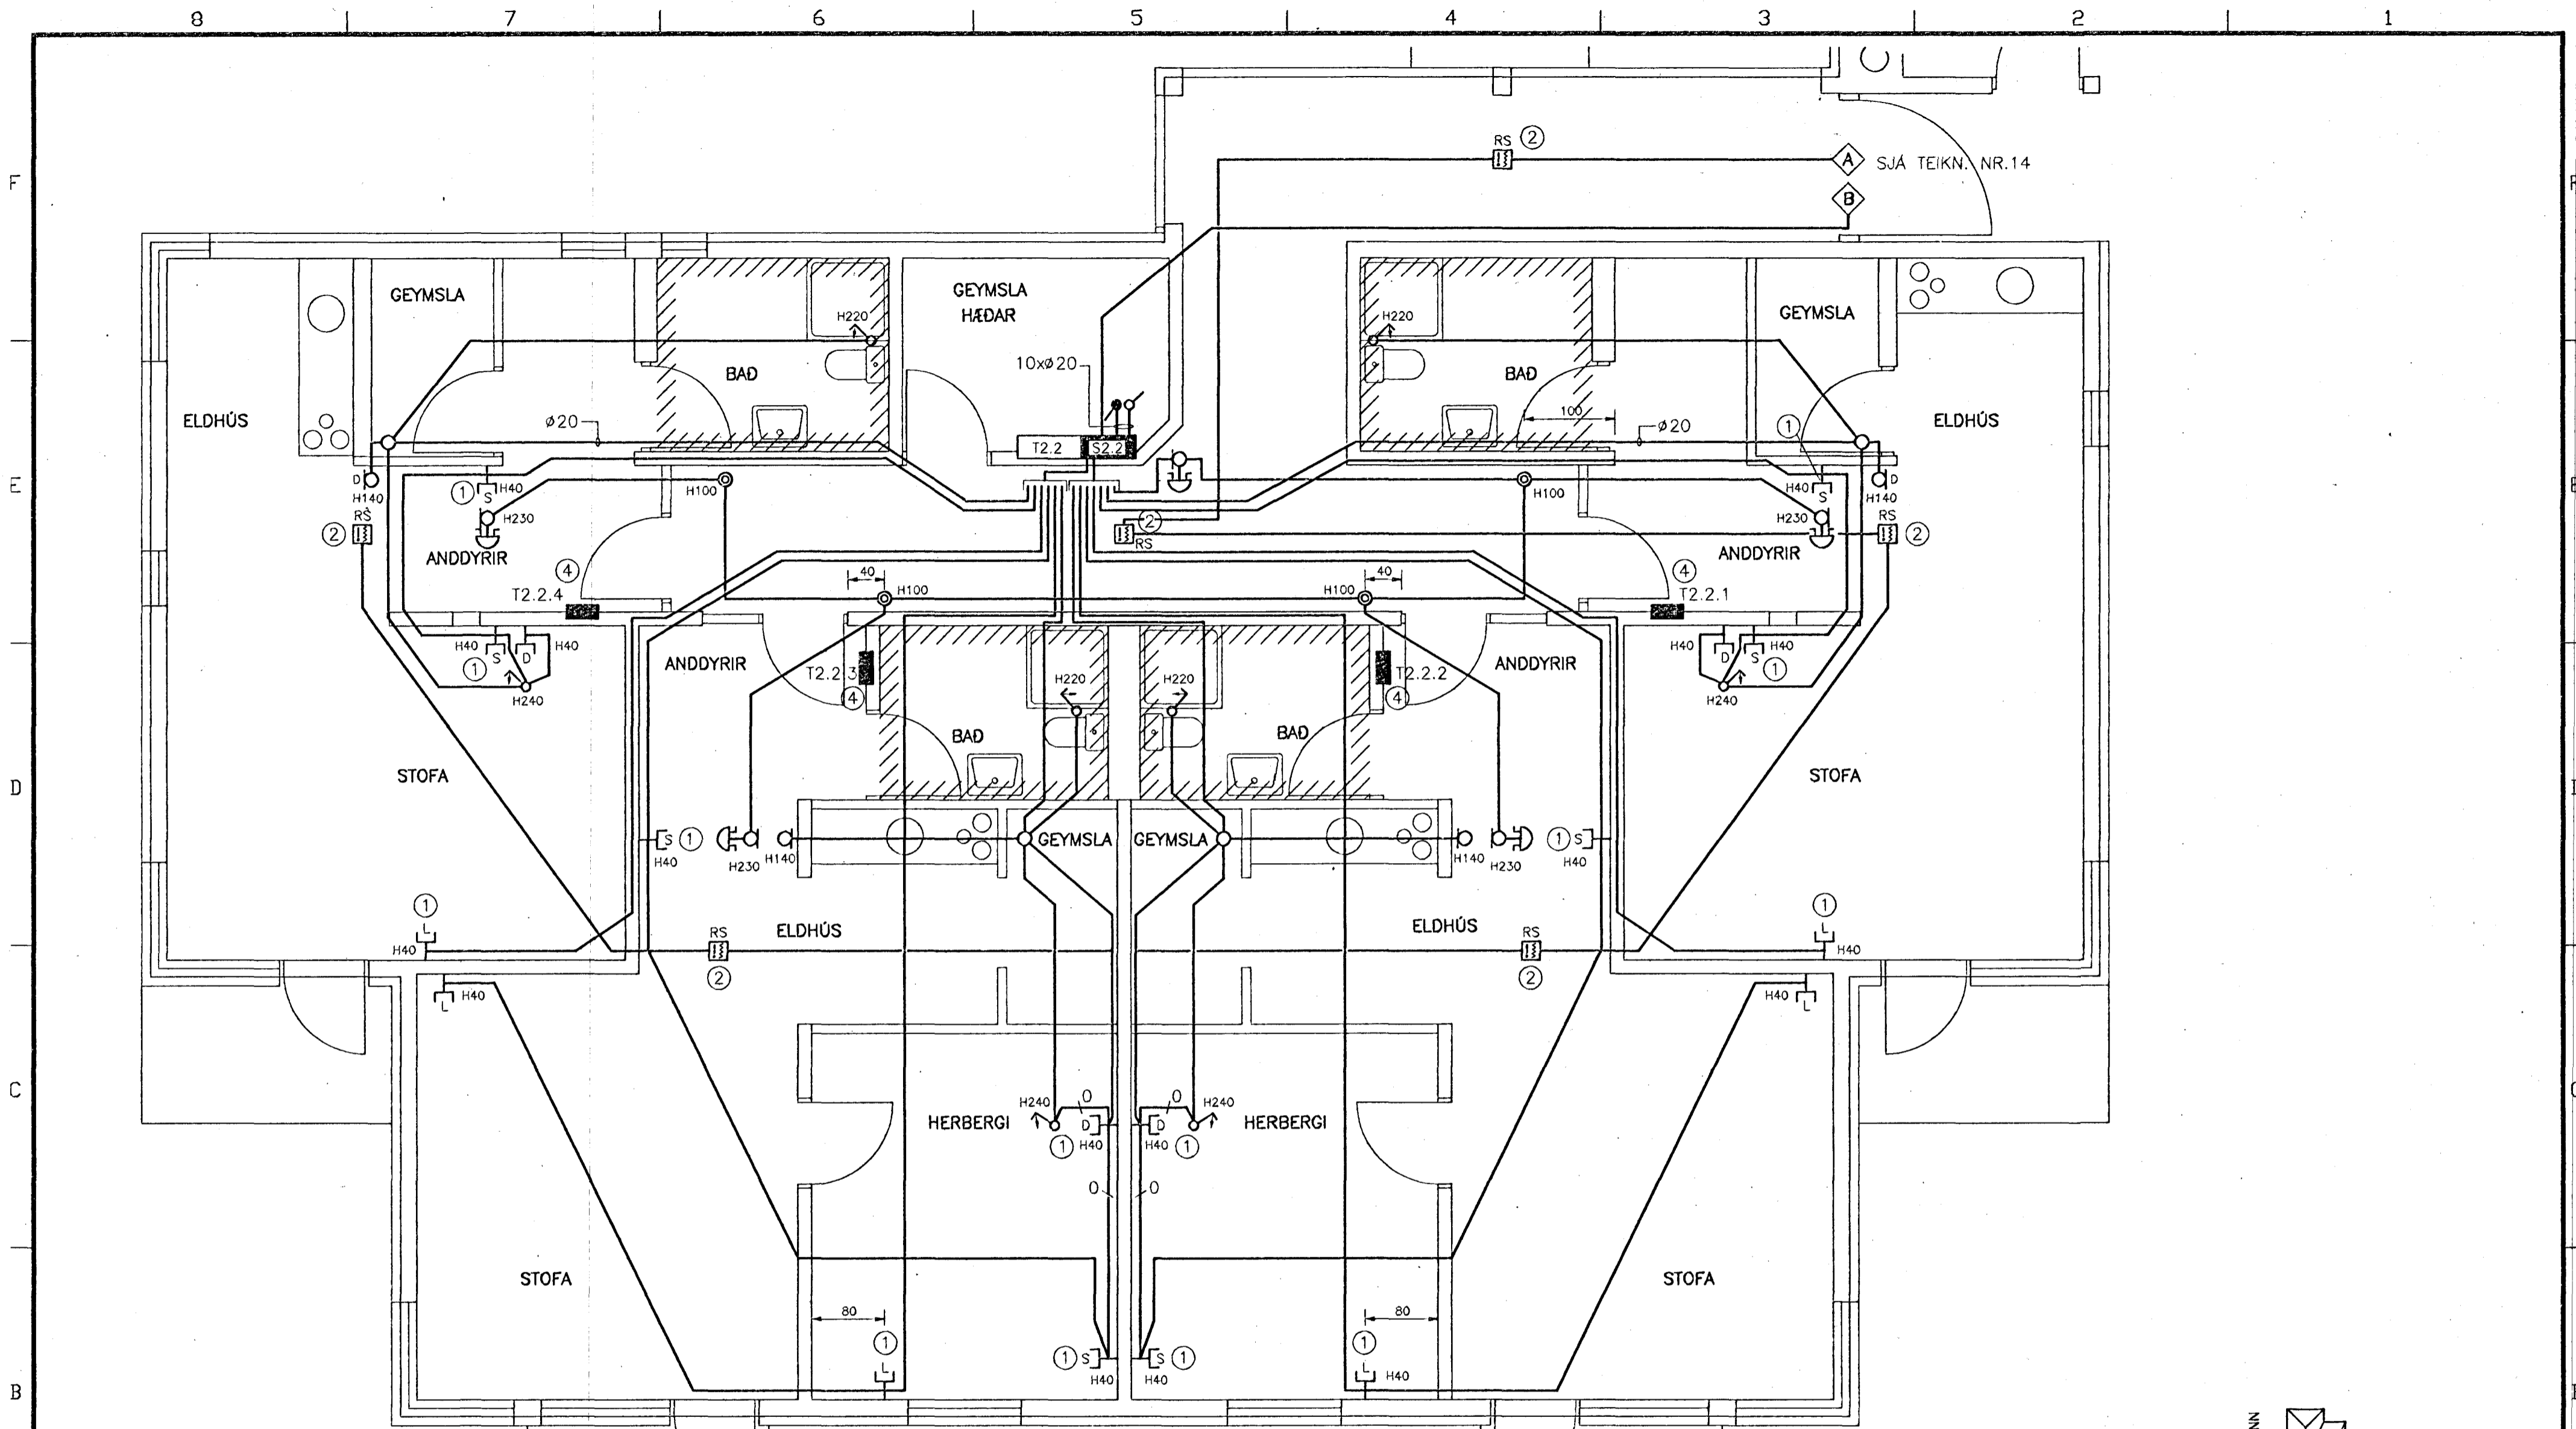 8 7 6 5 4 3 2 1
F
RS ②
A SJÁ TEIKN. NR.14
B
GEYMSLA
GEYMSLA
HÆÐAR
GEYMSLA
H220
H220
10xø20
BAÐ
BAÐ
ELDHÚS
ø20
100
① ø20
ELDHÚS
T2.2 S2.2
E
D H140
① S H40
H100
H100
H40 S
D H140
RS
②
H230
② RS
H230
RS
②
ANDDYRIR
ANDDYRIR
④
T2.2.4
40
H100
H100
40
④
T2.2.1
H40 S D H40
①
H240
ANDDYRIR
T2.2.3
④
H220
H220
T2.2.2
④
ANDDYRIR
H40 D S H40
①
H240
BAÐ
BAÐ
D
STOFA
STOFA
S ①
H40
H230
H140
GEYMSLA
GEYMSLA
H140
H230
① S
H40
①
L
H40
RS
②
ELDHÚS
ELDHÚS
RS
②
①
L
H40
L H40
H40 L
C
HERBERGI
H240
0
D
① H40
0
D
H40 ①
H240
HERBERGI
0
0
STOFA
STOFA
80
80
①
L
①
L H40
① S
H40
S ①
H40
B